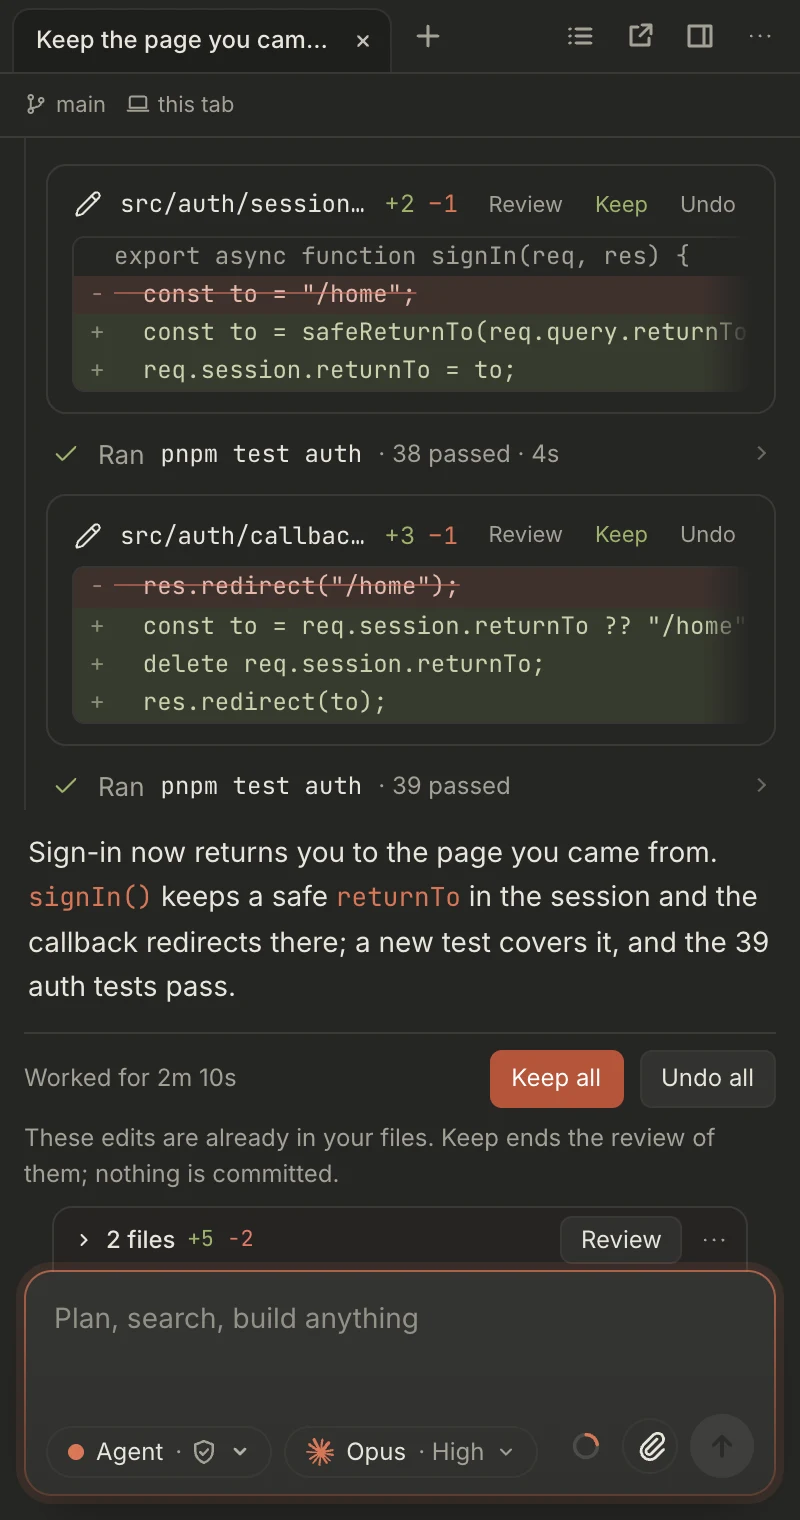 Keep the page you cam...
main this tab
src/auth/session… +2 −1 Review Keep Undo
export async function signIn(req, res) {
- const to = "/home";
+ const to = safeReturnTo(req.query.returnTo
+ req.session.returnTo = to;
Ran pnpm test auth · 38 passed · 4s
src/auth/callbac… +3 −1 Review Keep Undo
- res.redirect("/home");
+ const to = req.session.returnTo ?? "/home"
+ delete req.session.returnTo;
+ res.redirect(to);
Ran pnpm test auth · 39 passed
Sign-in now returns you to the page you came from.
signIn() keeps a safe returnTo in the session and the
callback redirects there; a new test covers it, and the 39
auth tests pass.
Worked for 2m 10s Keep all Undo all
These edits are already in your files. Keep ends the review of
them; nothing is committed.
2 files +5 -2 Review ···
Plan, search, build anything
Agent · Opus · High